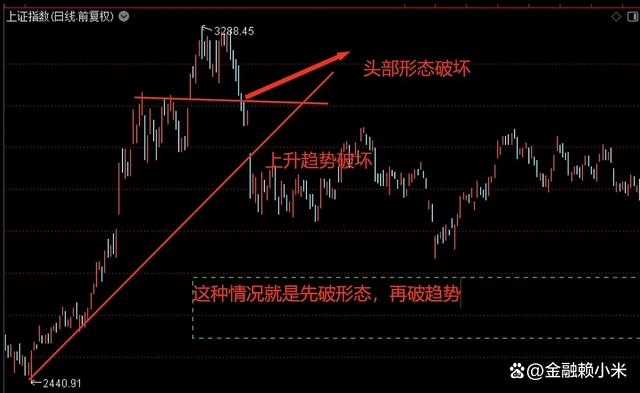 上证指数(日线.前复权)
3288.45
头部形态破坏
上升趋势破坏
这种情况就是先破形态，再破趋势
2440.91
@金融赖小米